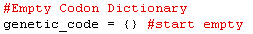 #Empty Codon Dictionary
genetic_code = {} #start empty